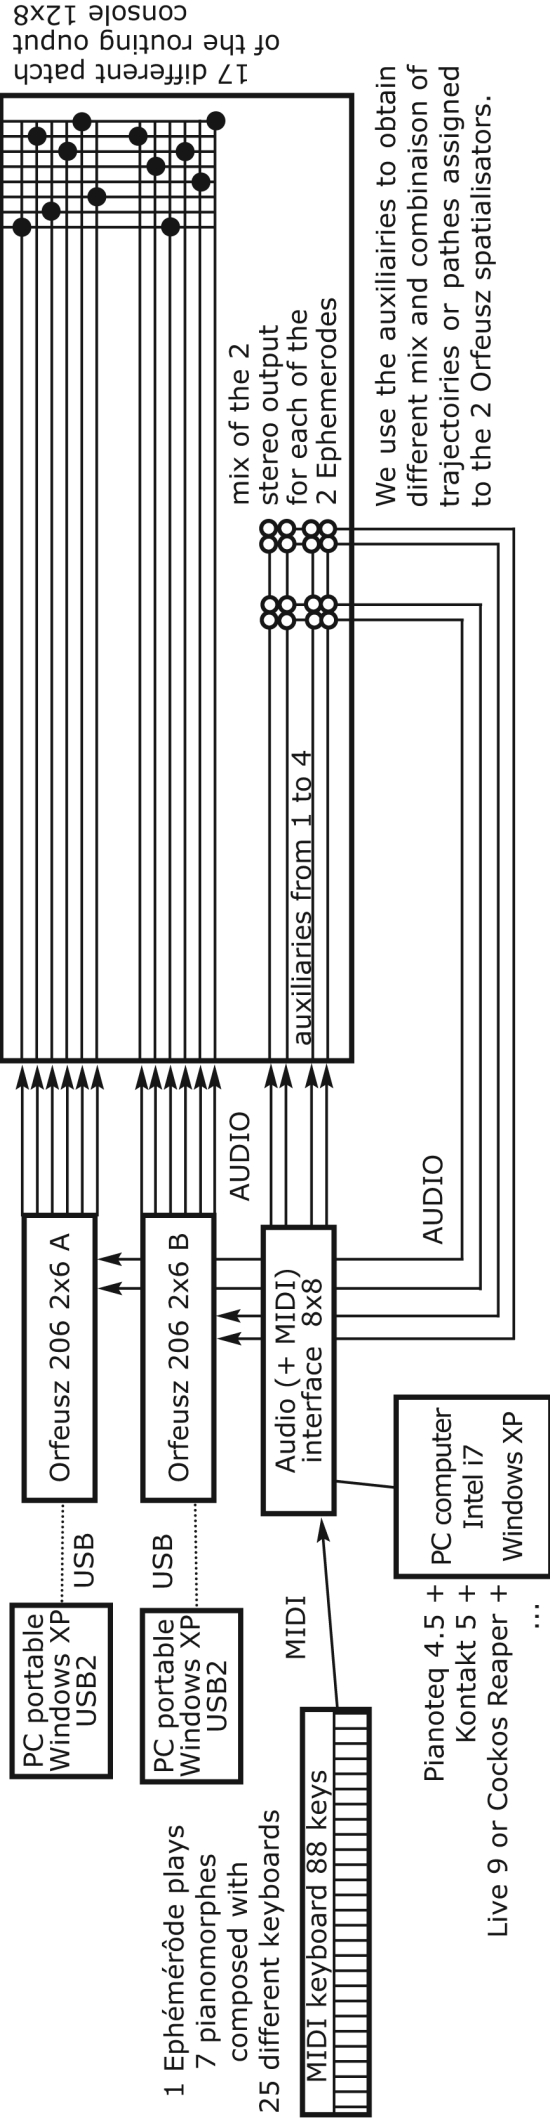 17 different patch
of the routing ouput
console 12x8
PC portable
Windows XP
USB2
USB
Orfeusz 206 2x6 A
PC portable
Windows XP
USB2
USB
Orfeusz 206 2x6 B
AUDIO
mix of the 2
stereo output
for each of the
2 Ephemerodes
auxiliaries from 1 to 4
1 Ephémérôde plays
7 pianomorphes
composed with
25 different keyboards
MIDI keyboard 88 keys
MIDI
Audio (+ MIDI)
interface 8x8
AUDIO
We use the auxiliairies to obtain
different mix and combinaison of
trajectoiries or pathes assigned
to the 2 Orfeusz spatialisators.
PC computer
Intel i7
Windows XP
Pianoteq 4.5 +
Kontakt 5 +
Live 9 or Cockos Reaper +
...